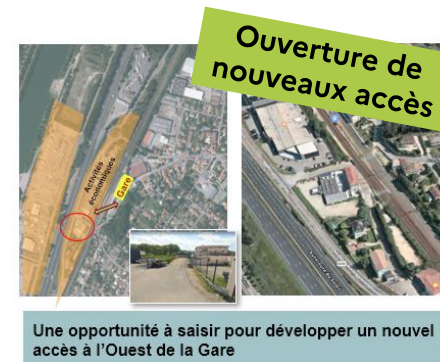 Ouverture de
nouveaux accès
Activités
économiques
Gare
Une opportunité à saisir pour développer un nouvel
accès à l'Ouest de la Gare